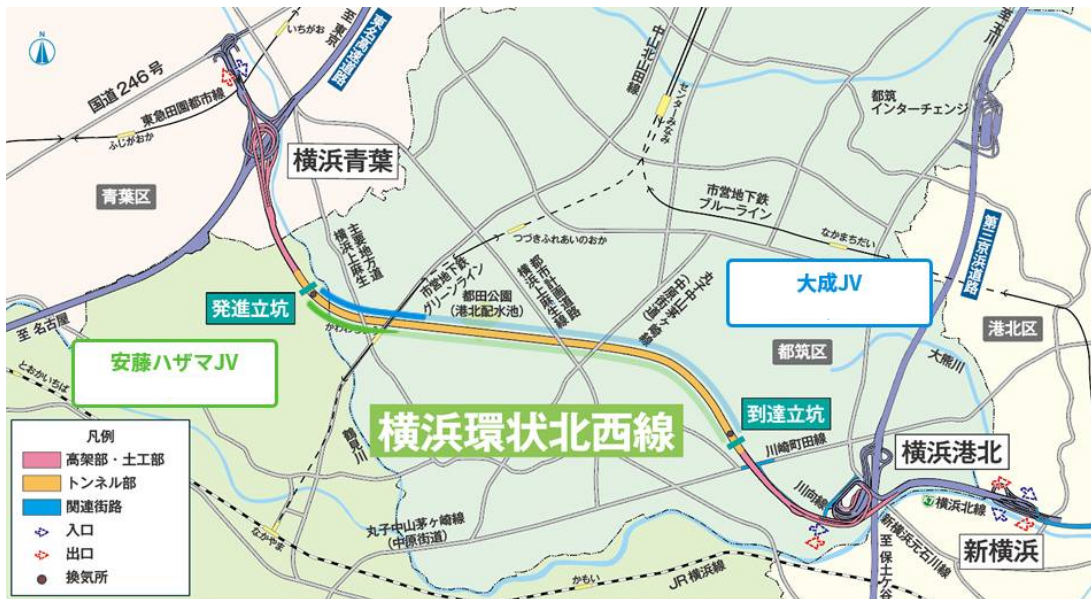 N
至 東京
東名高速道路
いちがお
国道246号
東急田園都市線
ふじがおか
横浜青葉
青葉区
中山北山田線
センターみなみ
至 玉川
都筑
インターチェンジ
市営地下鉄
ブルーライン
なかまちだい
第三京浜道路
主要地方道
横浜上麻生
つづきふれあいのおか
市営地下鉄
グリーンライン
都田公園
(港北配水池)
都市計画道路
横浜上麻生線
丸子中山茅ヶ崎線
(中原街道)
大成JV
発進立坑
かわわちょう
至 名古屋
安藤ハザマJV
とおかいちば
都筑区
港北区
大熊川
到達立坑
横浜環状北西線
川崎町田線
横浜港北
川向線
横浜北線
新横浜元石川線
新横浜
至 保土ヶ谷
鶴見川
丸子中山茅ヶ崎線
(中原街道)
なかやま
かもい
JR横浜線
凡例
高架部・土工部
トンネル部
関連街路
入口
出口
換気所